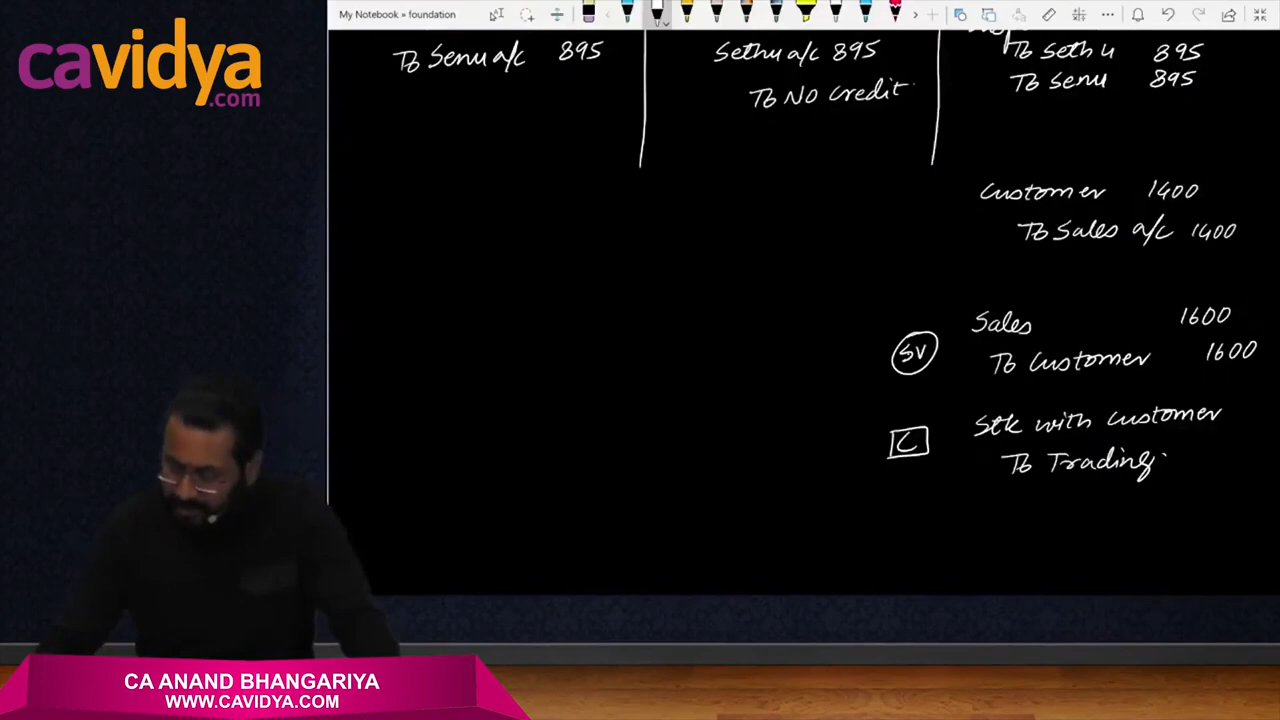 cavidya
.com
My Notebook » foundation
To Senu a/c 895
Sethu a/c 895
To No Credit
To Sethu 895
To Senu 895
Customer 1400
To Sales a/c 1400
Sales 1600
SV
To Customer 1600
Stk with Customer
C
To Trading
CA ANAND BHANGARIYA
WWW.CAVIDYA.COM